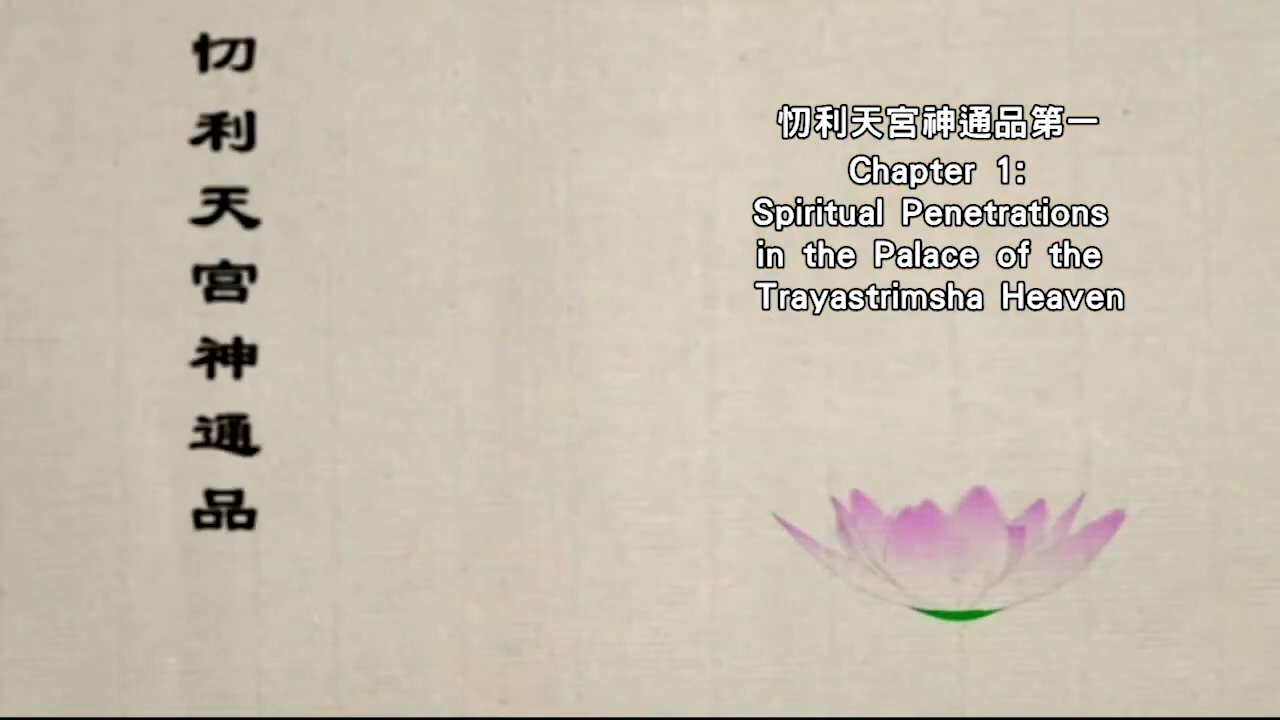 忉利天宮神通品
忉利天宮神通品第一
Chapter 1:
Spiritual Penetrations
in the Palace of the
Trayastrimsha Heaven